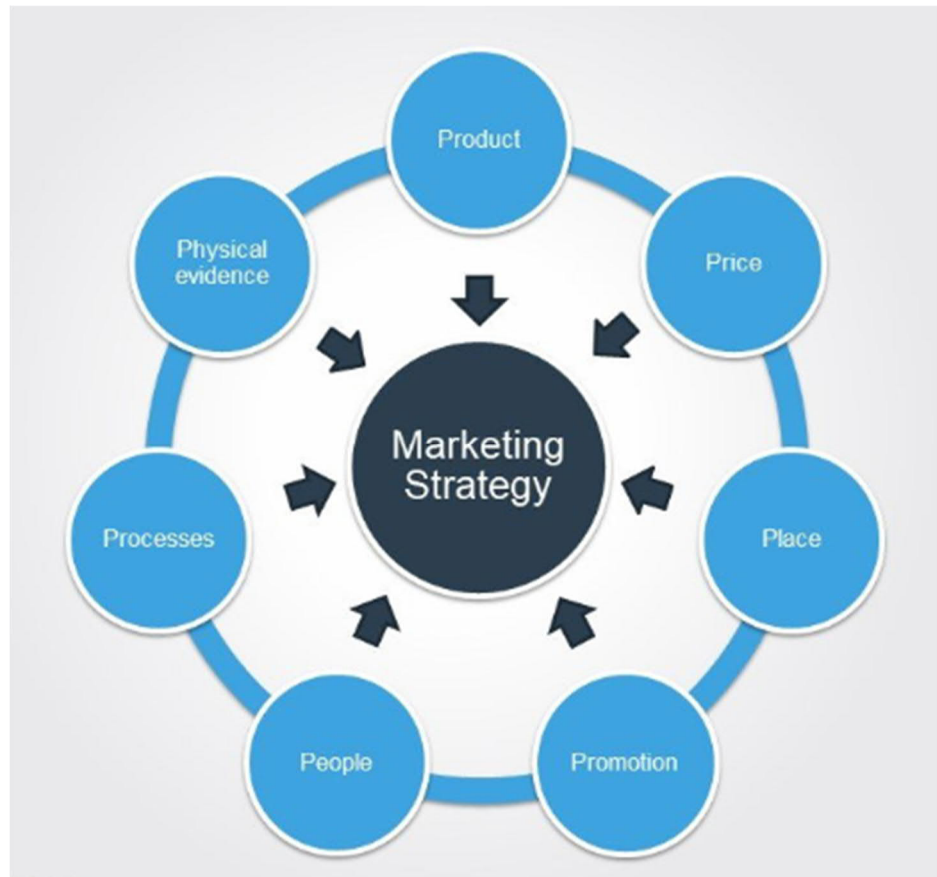 Product
Price
Place
Promotion
People
Processes
Physical
evidence
Marketing
Strategy